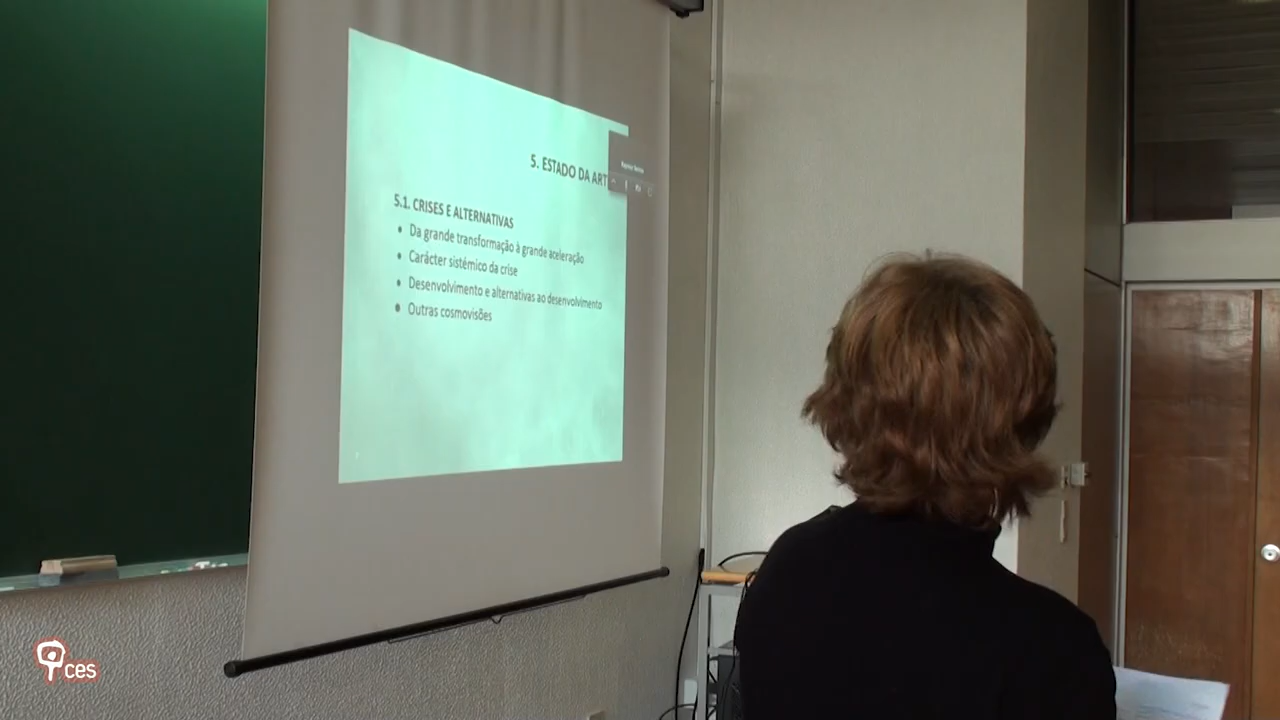 5. ESTADO DA ART
5.1. CRISES E ALTERNATIVAS
• Da grande transformação à grande aceleração
• Carácter sistémico da crise
• Desenvolvimento e alternativas ao desenvolvimento
• Outras cosmovisões
ces